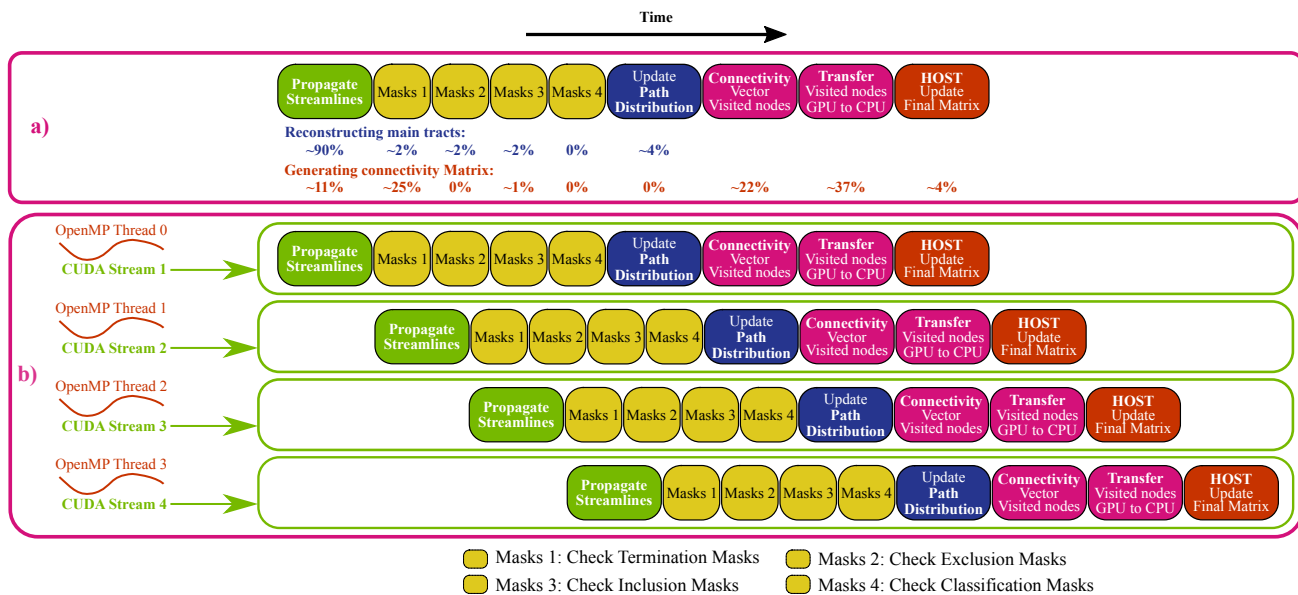 Time
a)
Propagate
Streamlines
Masks 1
Masks 2
Masks 3
Masks 4
Update
Path
Distribution
Connectivity
Vector
Visited nodes
Transfer
Visited nodes
GPU to CPU
HOST
Update
Final Matrix
Reconstructing main tracts:
~90% ~2% ~2% ~2% 0% ~4%
Generating connectivity Matrix:
~11% ~25% 0% ~1% 0% 0% ~22% ~37% ~4%
b)
OpenMP Thread 0
CUDA Stream 1
Propagate
Streamlines
Masks 1
Masks 2
Masks 3
Masks 4
Update
Path
Distribution
Connectivity
Vector
Visited nodes
Transfer
Visited nodes
GPU to CPU
HOST
Update
Final Matrix
OpenMP Thread 1
CUDA Stream 2
Propagate
Streamlines
Masks 1
Masks 2
Masks 3
Masks 4
Update
Path
Distribution
Connectivity
Vector
Visited nodes
Transfer
Visited nodes
GPU to CPU
HOST
Update
Final Matrix
OpenMP Thread 2
CUDA Stream 3
Propagate
Streamlines
Masks 1
Masks 2
Masks 3
Masks 4
Update
Path
Distribution
Connectivity
Vector
Visited nodes
Transfer
Visited nodes
GPU to CPU
HOST
Update
Final Matrix
OpenMP Thread 3
CUDA Stream 4
Propagate
Streamlines
Masks 1
Masks 2
Masks 3
Masks 4
Update
Path
Distribution
Connectivity
Vector
Visited nodes
Transfer
Visited nodes
GPU to CPU
HOST
Update
Final Matrix
Masks 1: Check Termination Masks
Masks 2: Check Exclusion Masks
Masks 3: Check Inclusion Masks
Masks 4: Check Classification Masks